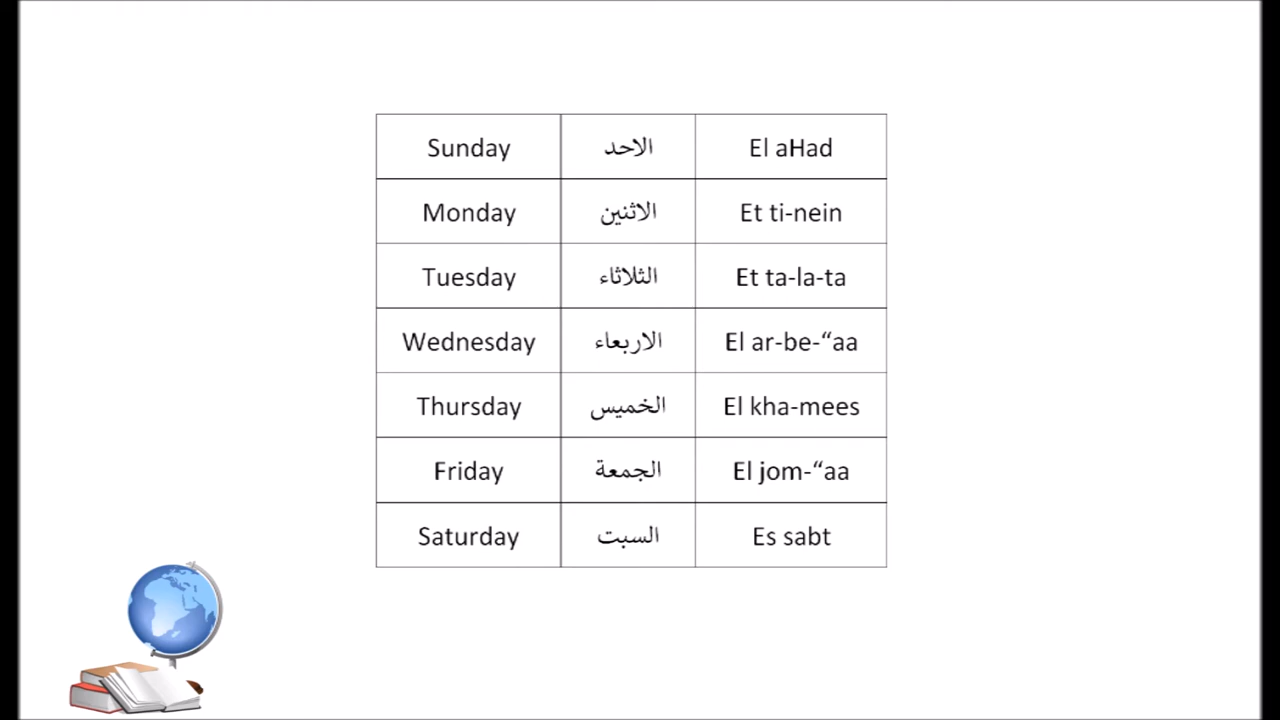 Sunday الاحد El aHad
Monday الاثنين Et ti-nein
Tuesday الثلاثاء Et ta-la-ta
Wednesday الاربعاء El ar-be-“aa
Thursday الخميس El kha-mees
Friday الجمعة El jom-“aa
Saturday السبت Es sabt